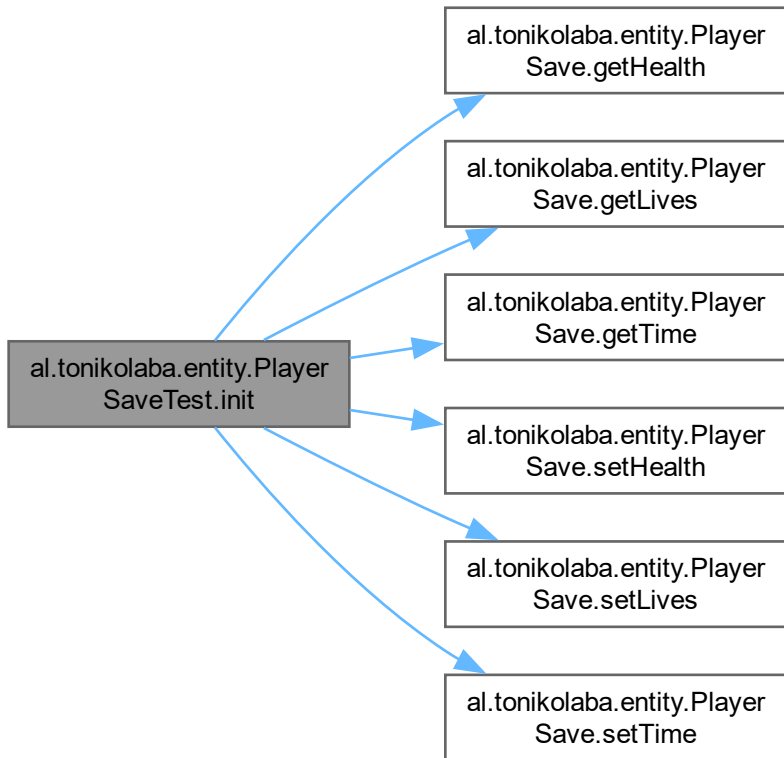 al.tonikolaba.entity.Player
Save.getHealth
al.tonikolaba.entity.Player
Save.getLives
al.tonikolaba.entity.Player
Save.getTime
al.tonikolaba.entity.Player
SaveTest.init
al.tonikolaba.entity.Player
Save.setHealth
al.tonikolaba.entity.Player
Save.setLives
al.tonikolaba.entity.Player
Save.setTime